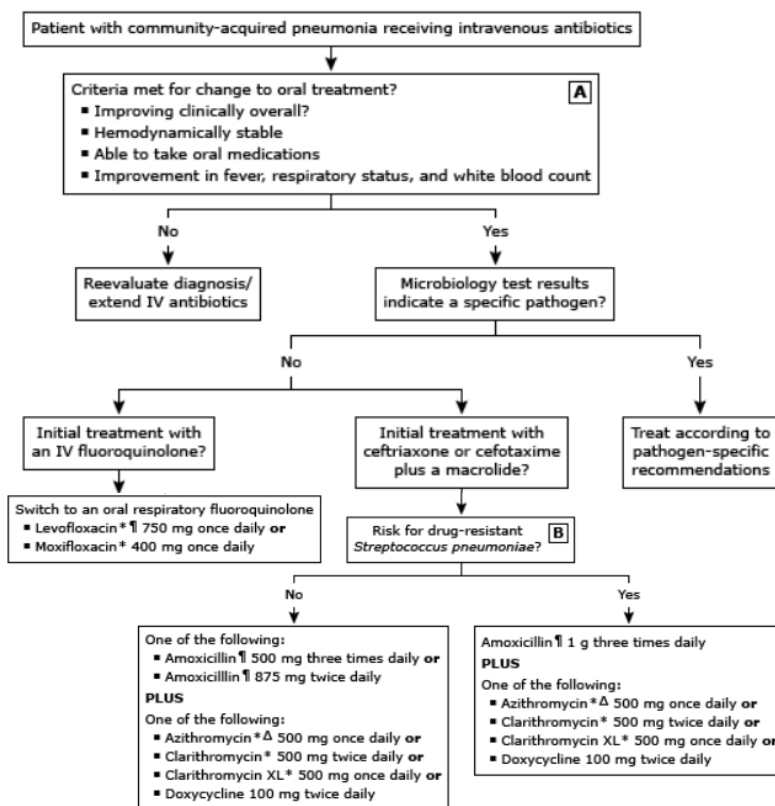 Patient with community-acquired pneumonia receiving intravenous antibiotics
Criteria met for change to oral treatment?
A
▪ Improving clinically overall?
▪ Hemodynamically stable
▪ Able to take oral medications
▪ Improvement in fever, respiratory status, and white blood count
No
Yes
Reevaluate diagnosis/
extend IV antibiotics
Microbiology test results
indicate a specific pathogen?
No
Yes
Initial treatment with
an IV fluoroquinolone?
Initial treatment with
ceftriaxone or cefotaxime
plus a macrolide?
Treat according to
pathogen-specific
recommendations
Switch to an oral respiratory fluoroquinolone
▪ Levofloxacin*¶ 750 mg once daily or
▪ Moxifloxacin* 400 mg once daily
Risk for drug-resistant
Streptococcus pneumoniae?
B
No
Yes
One of the following:
▪ Amoxicillin¶ 500 mg three times daily or
▪ Amoxicilllin¶ 875 mg twice daily
PLUS
One of the following:
▪ Azithromycin*Δ 500 mg once daily or
▪ Clarithromycin* 500 mg twice daily or
▪ Clarithromycin XL* 500 mg once daily or
▪ Doxycycline 100 mg twice daily
Amoxicillin¶ 1 g three times daily
PLUS
One of the following:
▪ Azithromycin*Δ 500 mg once daily or
▪ Clarithromycin* 500 mg twice daily or
▪ Clarithromycin XL* 500 mg once daily or
▪ Doxycycline 100 mg twice daily